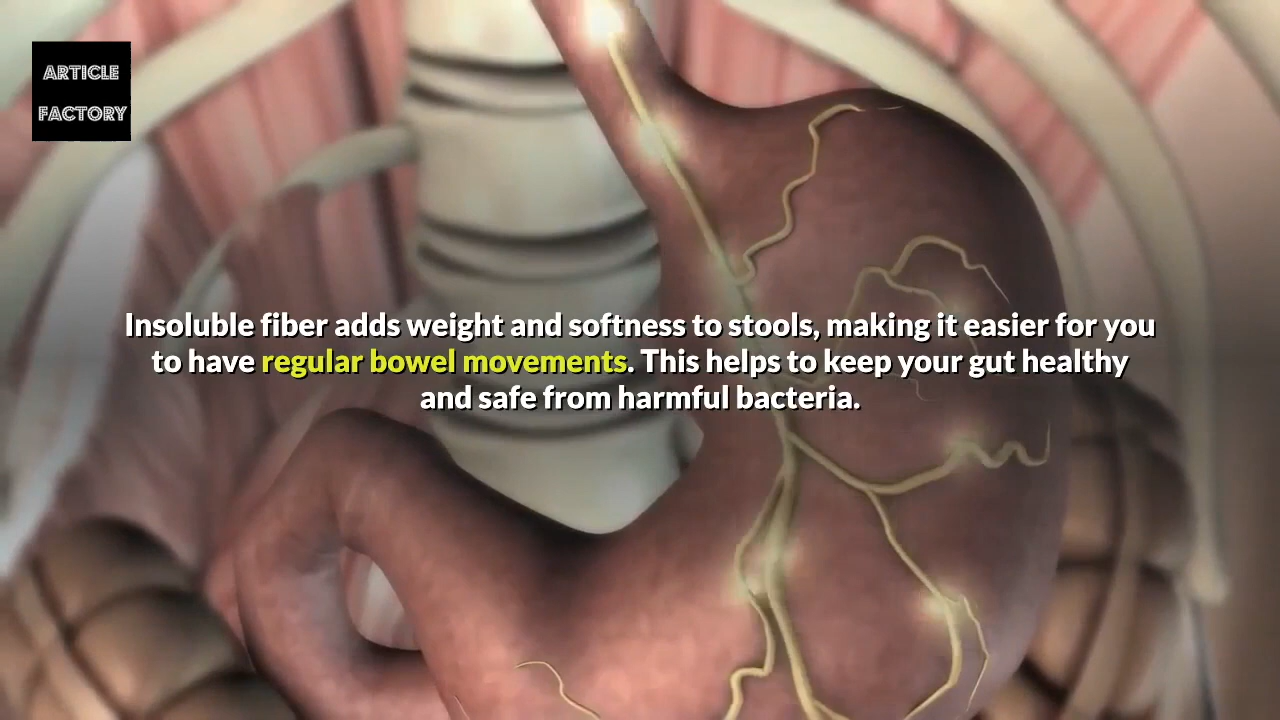 ARTICLE
FACTORY
Insoluble fiber adds weight and softness to stools, making it easier for you
to have regular bowel movements. This helps to keep your gut healthy
and safe from harmful bacteria.